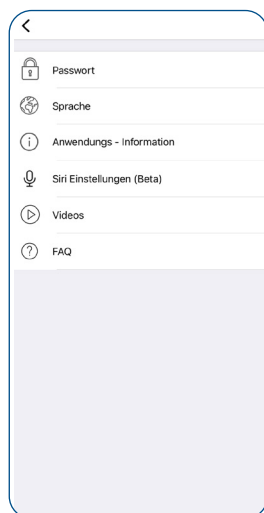 Passwort
Sprache
Anwendungs - Information
Siri Einstellungen (Beta)
Videos
FAQ